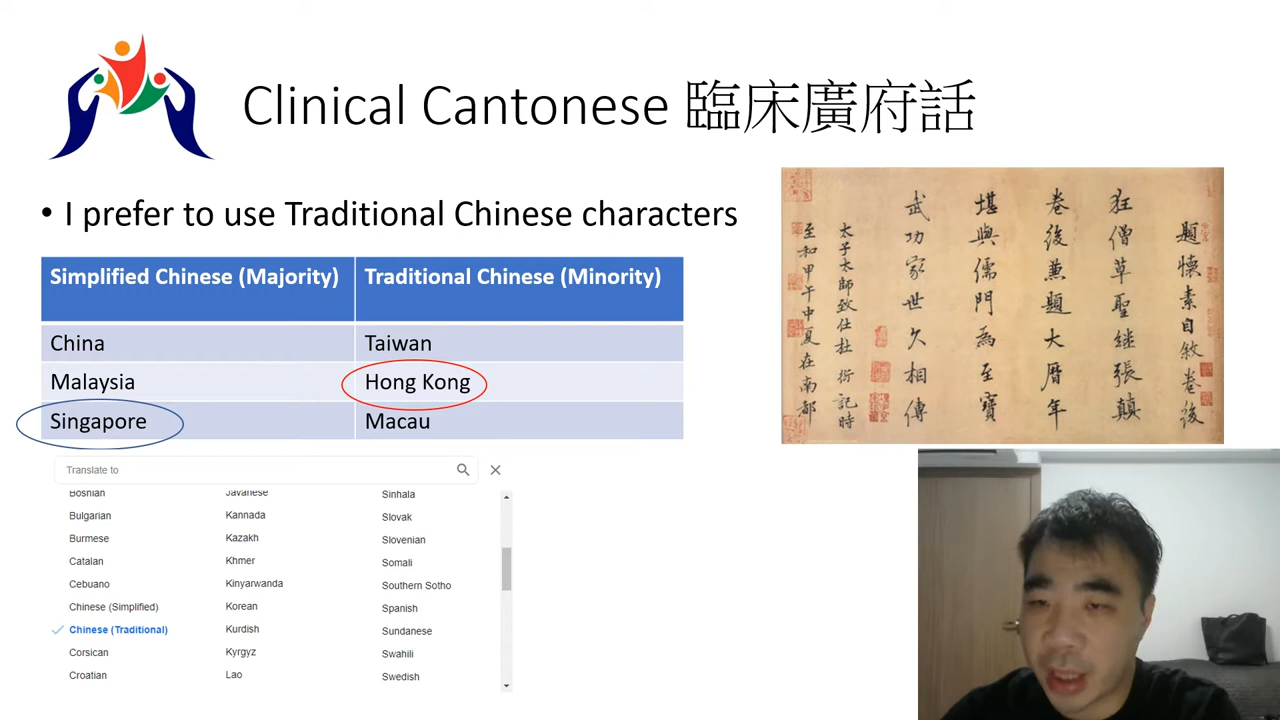 Clinical Cantonese 臨床廣府話
• I prefer to use Traditional Chinese characters
Simplified Chinese (Majority) Traditional Chinese (Minority)
China Taiwan
Malaysia Hong Kong
Singapore Macau
題懷素自敘卷後
狂僧草聖继張顛
卷後兼題大曆年
堪與儒門為至寶
武功家世久相傳
太子太師致仕杜衍記時
至和甲午申夏在南都
Translate to
Bosnian Javanese Sinhala
Bulgarian Kannada Slovak
Burmese Kazakh Slovenian
Catalan Khmer Somali
Cebuano Kinyarwanda Southern Sotho
Chinese (Simplified) Korean Spanish
Chinese (Traditional) Kurdish Sundanese
Corsican Kyrgyz Swahili
Croatian Lao Swedish